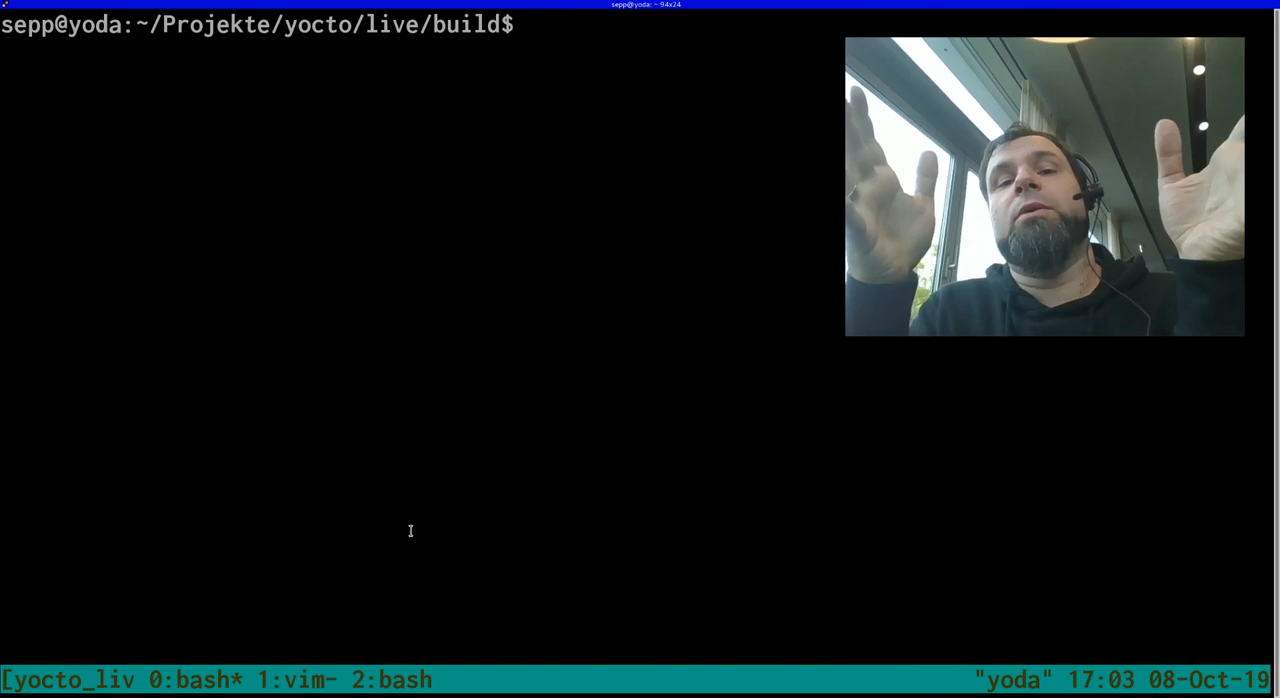 sepp@yoda: ~ 94x24
sepp@yoda:~/Projekte/yocto/live/build$
[yocto_liv 0:bash* 1:vim- 2:bash "yoda" 17:03 08-Oct-19